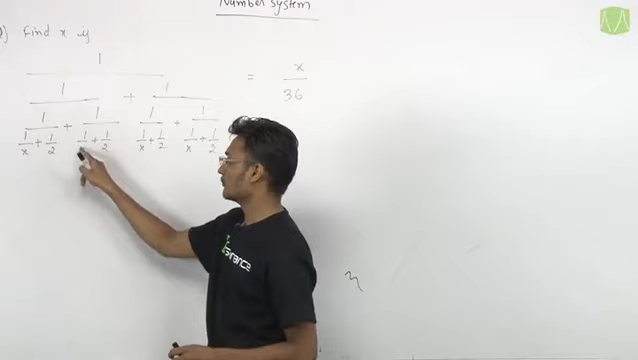 Number system
) Find x if
1
1 + 1 = x/36
1 + 1 1 + 1
1/x + 1/2 1/x + 1/2 1/x + 1/2 1/x + 1/2